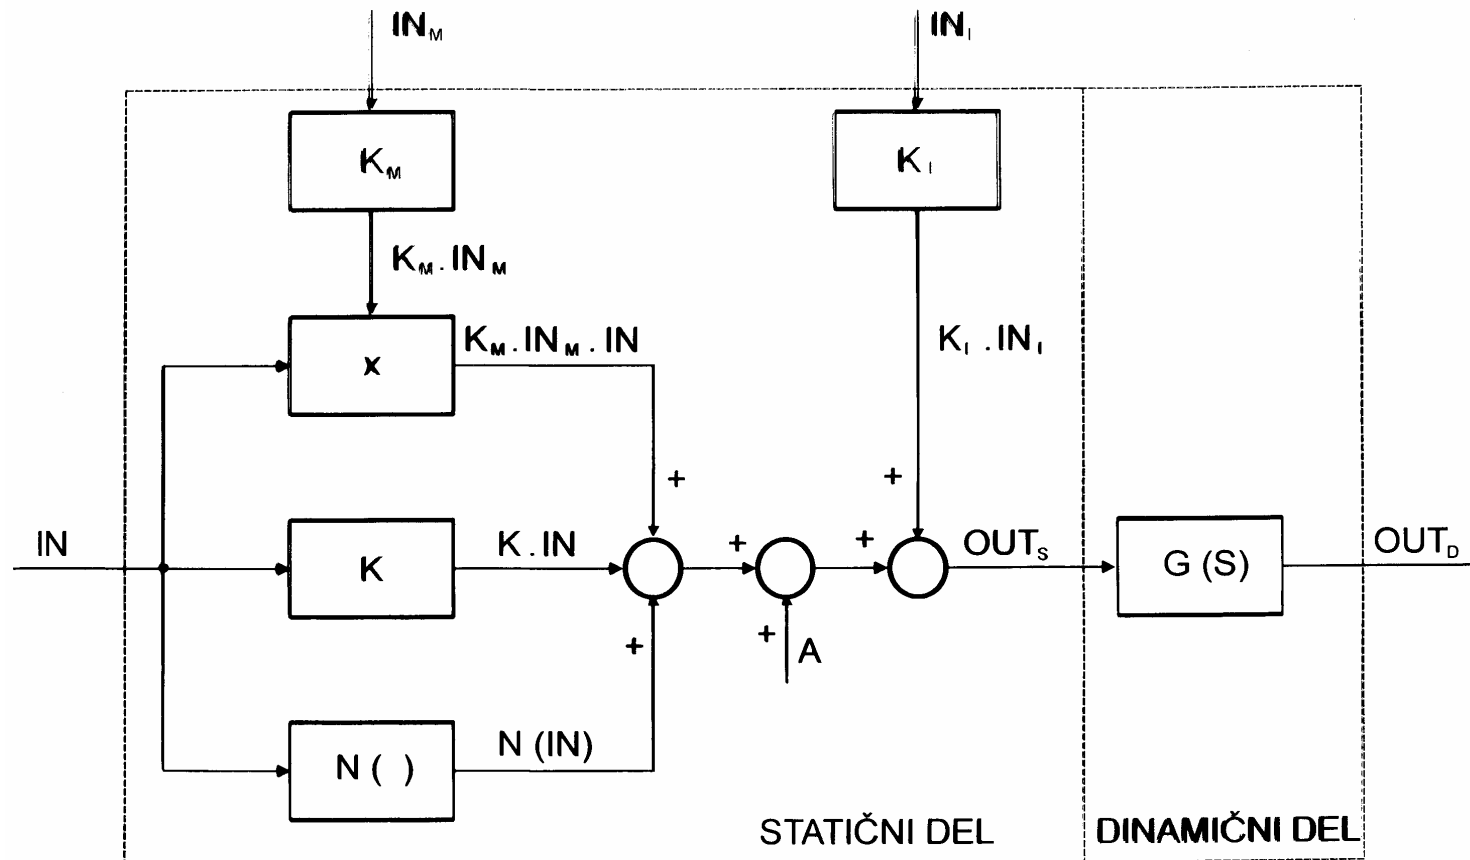 IN_M
IN_I
K_M
K_I
K_M . IN_M
K_M . IN_M . IN
K_I . IN_I
x
+
+
IN
K
K . IN
+
+
OUT_S
G (S)
OUT_D
+
+
A
N ( )
N (IN)
STATIČNI DEL
DINAMIČNI DEL